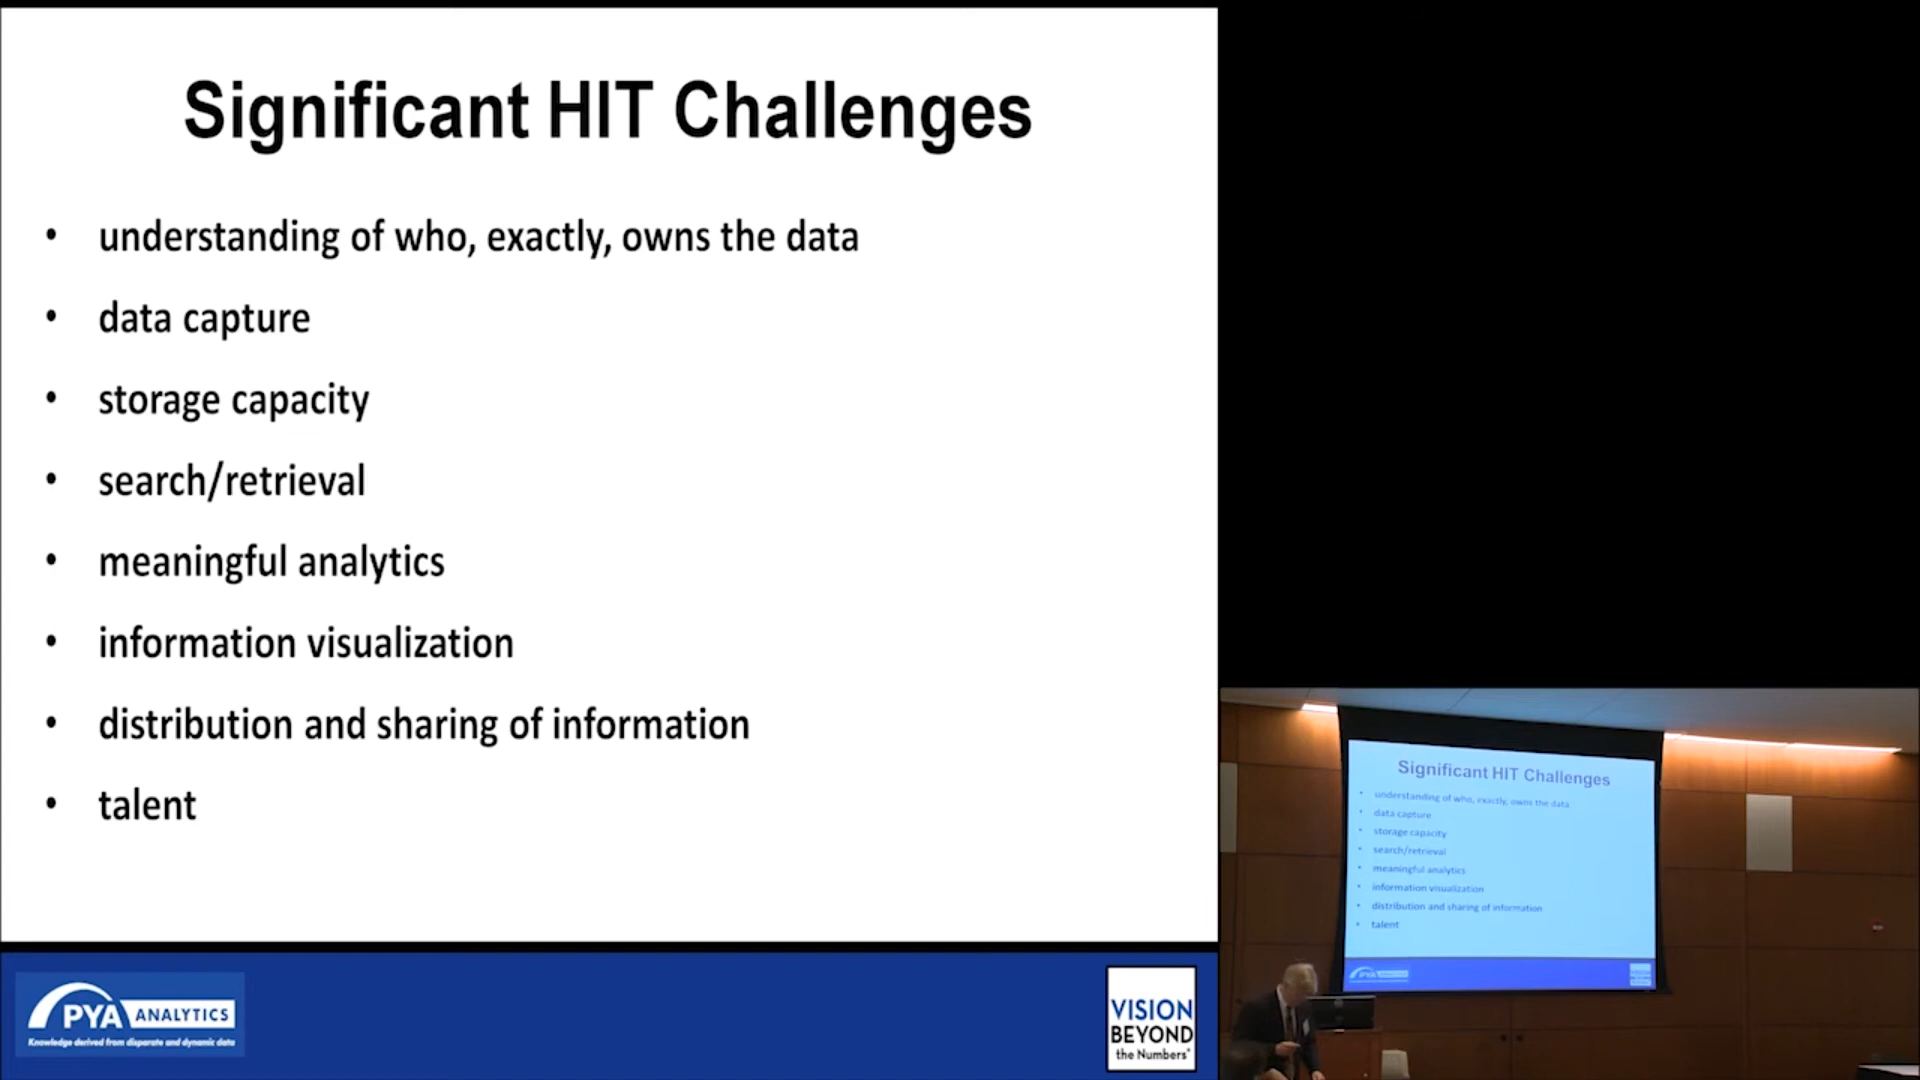 Significant HIT Challenges
• understanding of who, exactly, owns the data
• data capture
• storage capacity
• search/retrieval
• meaningful analytics
• information visualization
• distribution and sharing of information
• talent
PYA ANALYTICS
Knowledge derived from disparate and dynamic data
VISION
BEYOND
the Numbers®
Significant HIT Challenges
• understanding of who, exactly, owns the data
• data capture
• storage capacity
• search/retrieval
• meaningful analytics
• information visualization
• distribution and sharing of information
• talent
PYA